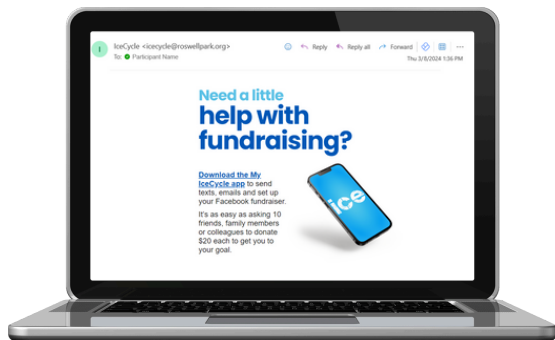 I
IceCycle <icecycle@roswellpark.org>
To: Participant Name
Reply
Reply all
Forward
Thu 3/8/2024 1:36 PM
Need a little
help with
fundraising?
Download the My
IceCycle app to send
texts, emails and set up
your Facebook fundraiser.
It's as easy as asking 10
friends, family members
or colleagues to donate
$20 each to get you to
your goal.
ice